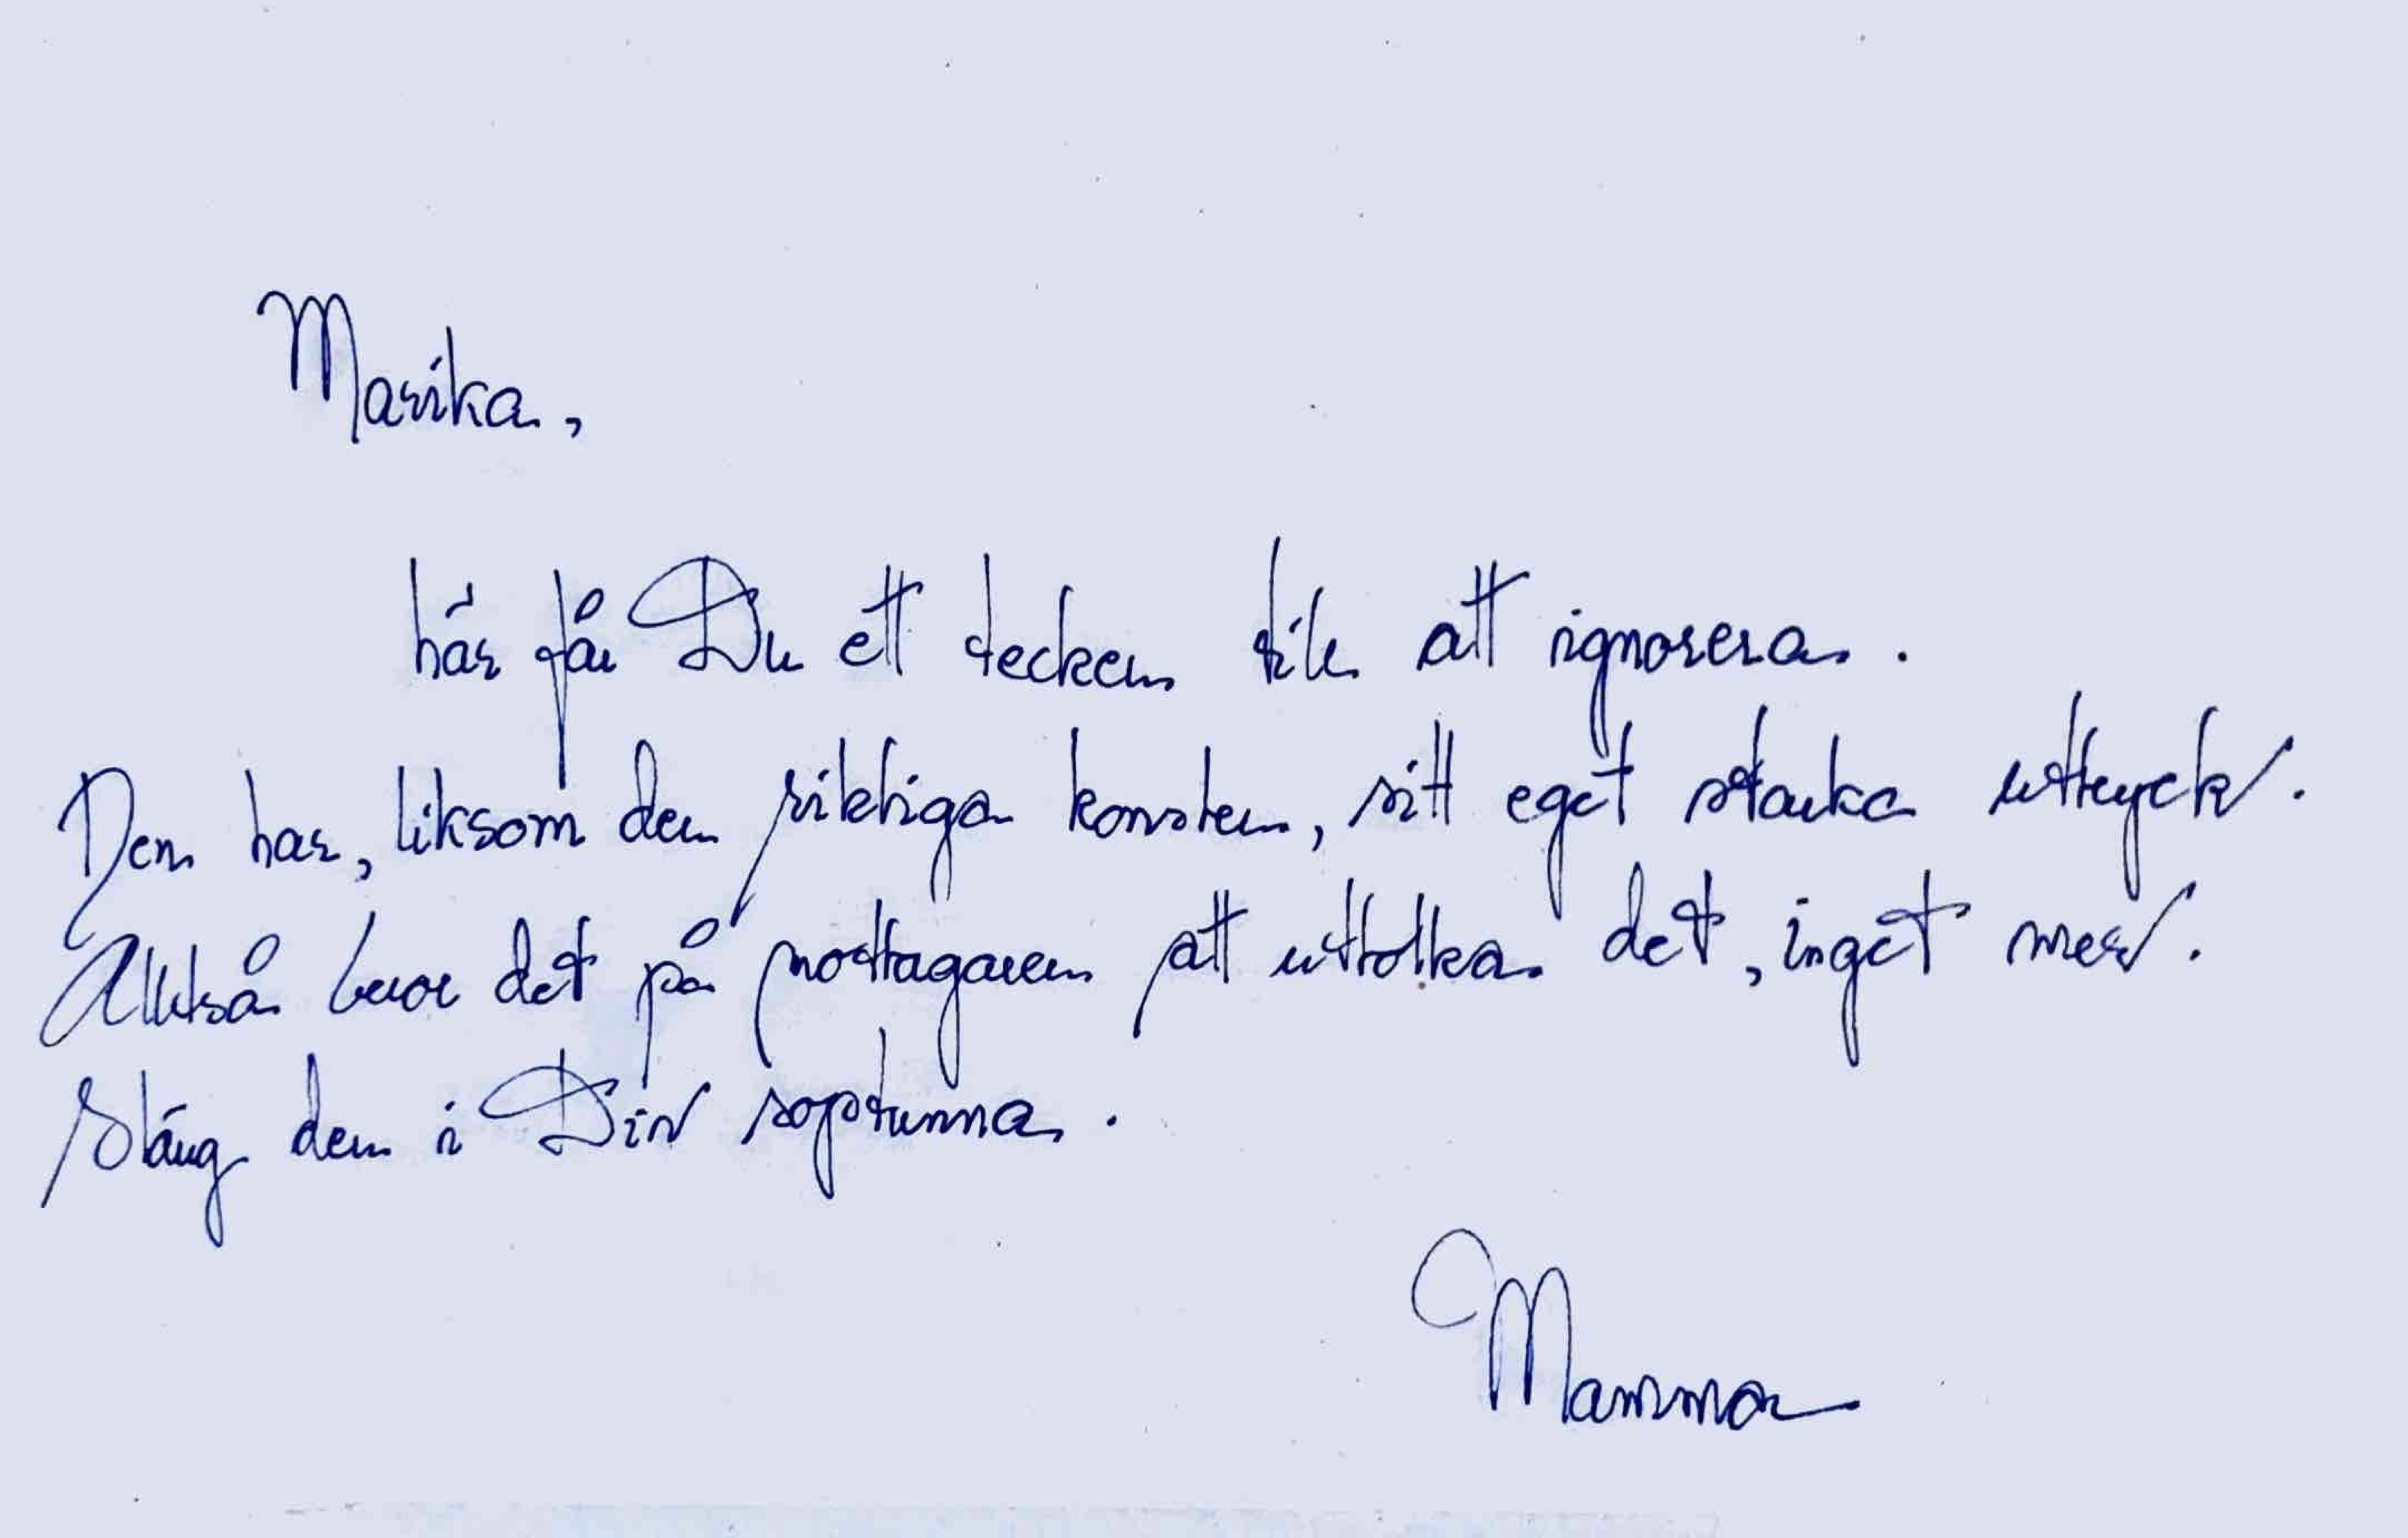 Marika,
här får Du ett tecken till att ignorera.
Den har, liksom den riktiga konsten, sitt eget starka uttryck.
Alltså beror det på mottagaren att uttolka det, inget mer.
Släng den i Din soptunna.
Mamma